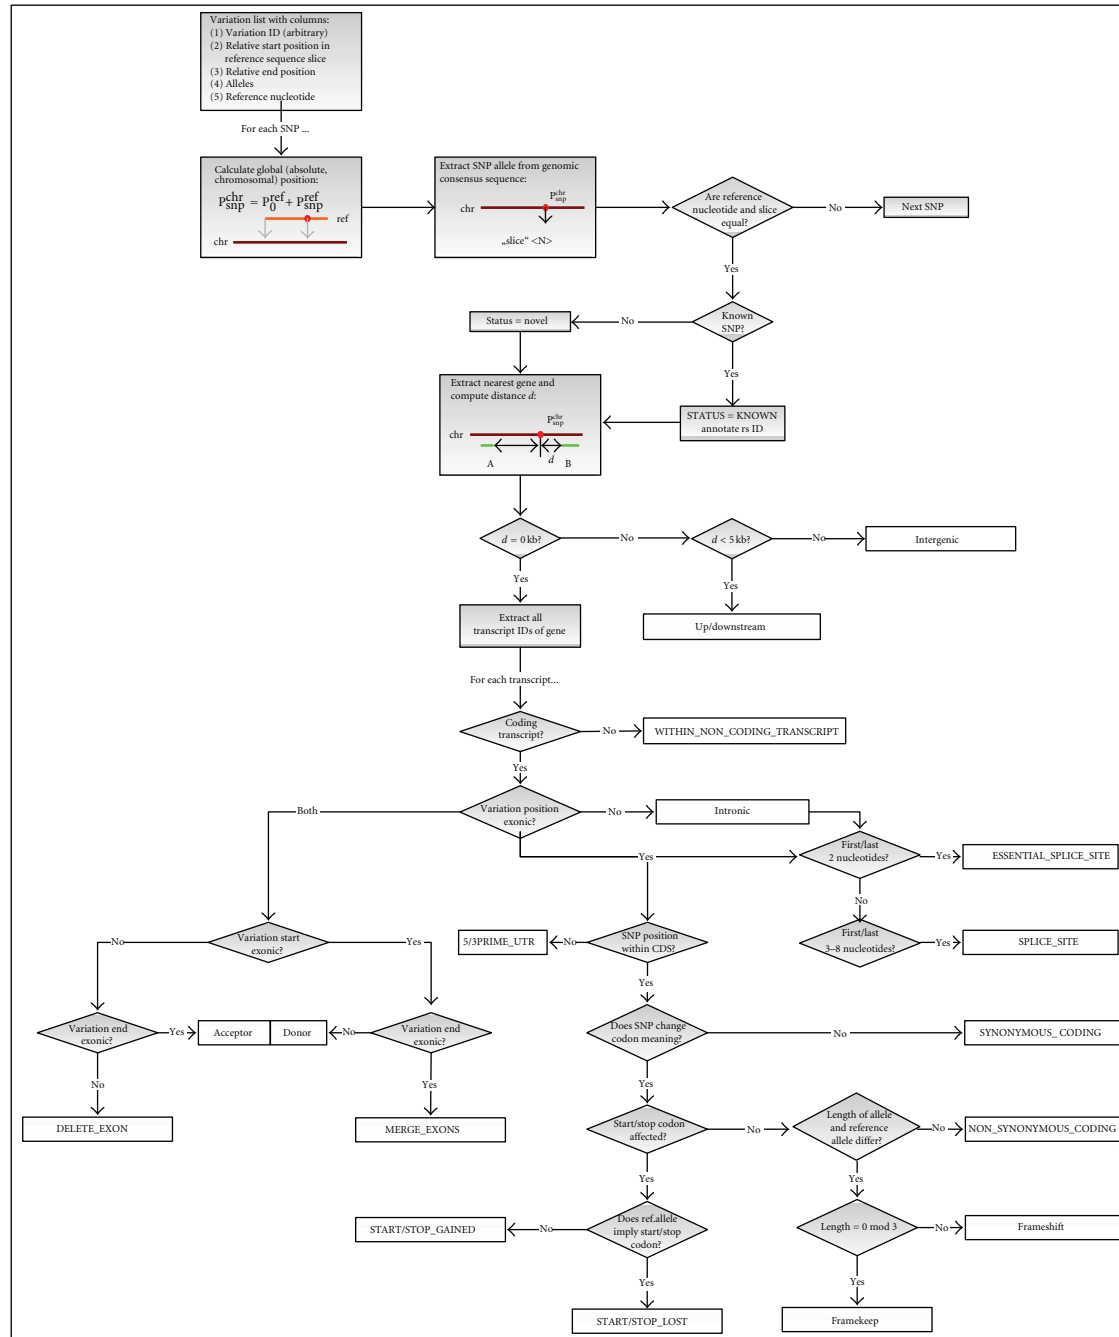 Variation list with columns:
(1) Variation ID (arbitrary)
(2) Relative start position in
reference sequence slice
(3) Relative end position
(4) Alleles
(5) Reference nucleotide
For each SNP ...
Calculate global (absolute,
chromosomal) position:
P^chr_snp = P^ref_0 + P^ref_snp
ref
chr
Extract SNP allele from genomic
consensus sequence:
P^chr_snp
chr
„slice“ <N>
Are reference
nucleotide and slice
equal?
No
Next SNP
Yes
Known
SNP?
No
Status = novel
Yes
STATUS = KNOWN
annotate rs ID
Extract nearest gene and
compute distance d:
P^chr_snp
chr
A
d
B
d = 0 kb?
No
d < 5 kb?
No
Intergenic
Yes
Yes
Up/downstream
Extract all
transcript IDs of gene
For each transcript...
Coding
transcript?
No
WITHIN_NON_CODING_TRANSCRIPT
Yes
Both
Variation position
exonic?
No
Intronic
Yes
First/last
2 nucleotides?
Yes
ESSENTIAL_SPLICE_SITE
No
First/last
3–8 nucleotides?
Yes
SPLICE_SITE
No
Variation start
exonic?
Yes
5/3PRIME_UTR
No
SNP position
within CDS?
Yes
Variation end
exonic?
Yes
Acceptor
Donor
No
Variation end
exonic?
No
DELETE_EXON
Yes
MERGE_EXONS
Does SNP change
codon meaning?
No
SYNONYMOUS_ CODING
Yes
Start/stop codon
affected?
No
Length of allele
and reference
allele differ?
No
NON_SYNONYMOUS_CODING
Yes
Yes
START/STOP_GAINED
No
Does ref.allele
imply start/stop
codon?
Length = 0 mod 3
No
Frameshift
Yes
Yes
START/STOP_LOST
Framekeep